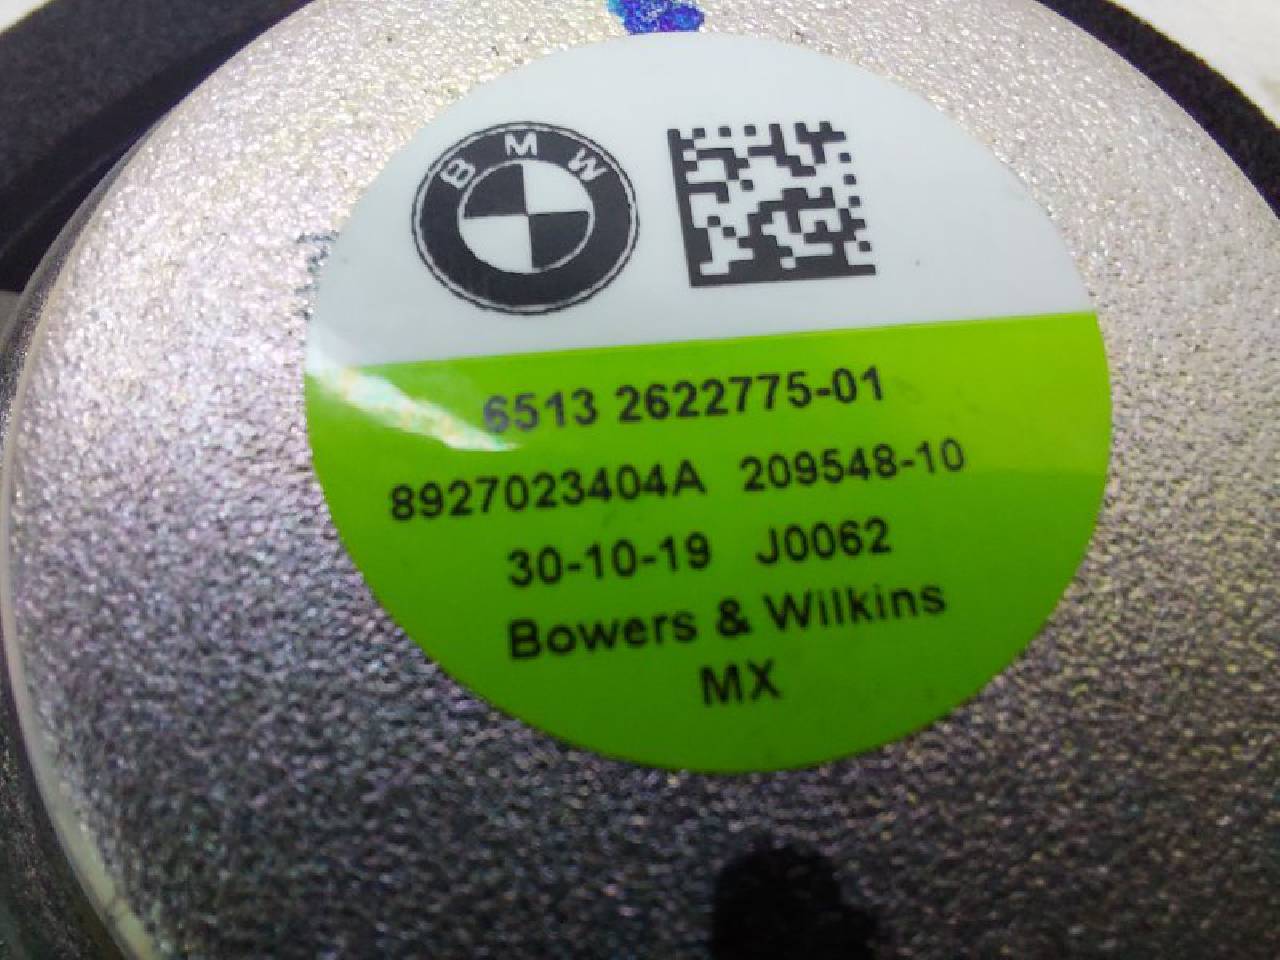 BMW
6513 2622775-01
8927023404A 209548-10
30-10-19 J0062
Bowers & Wilkins
MX